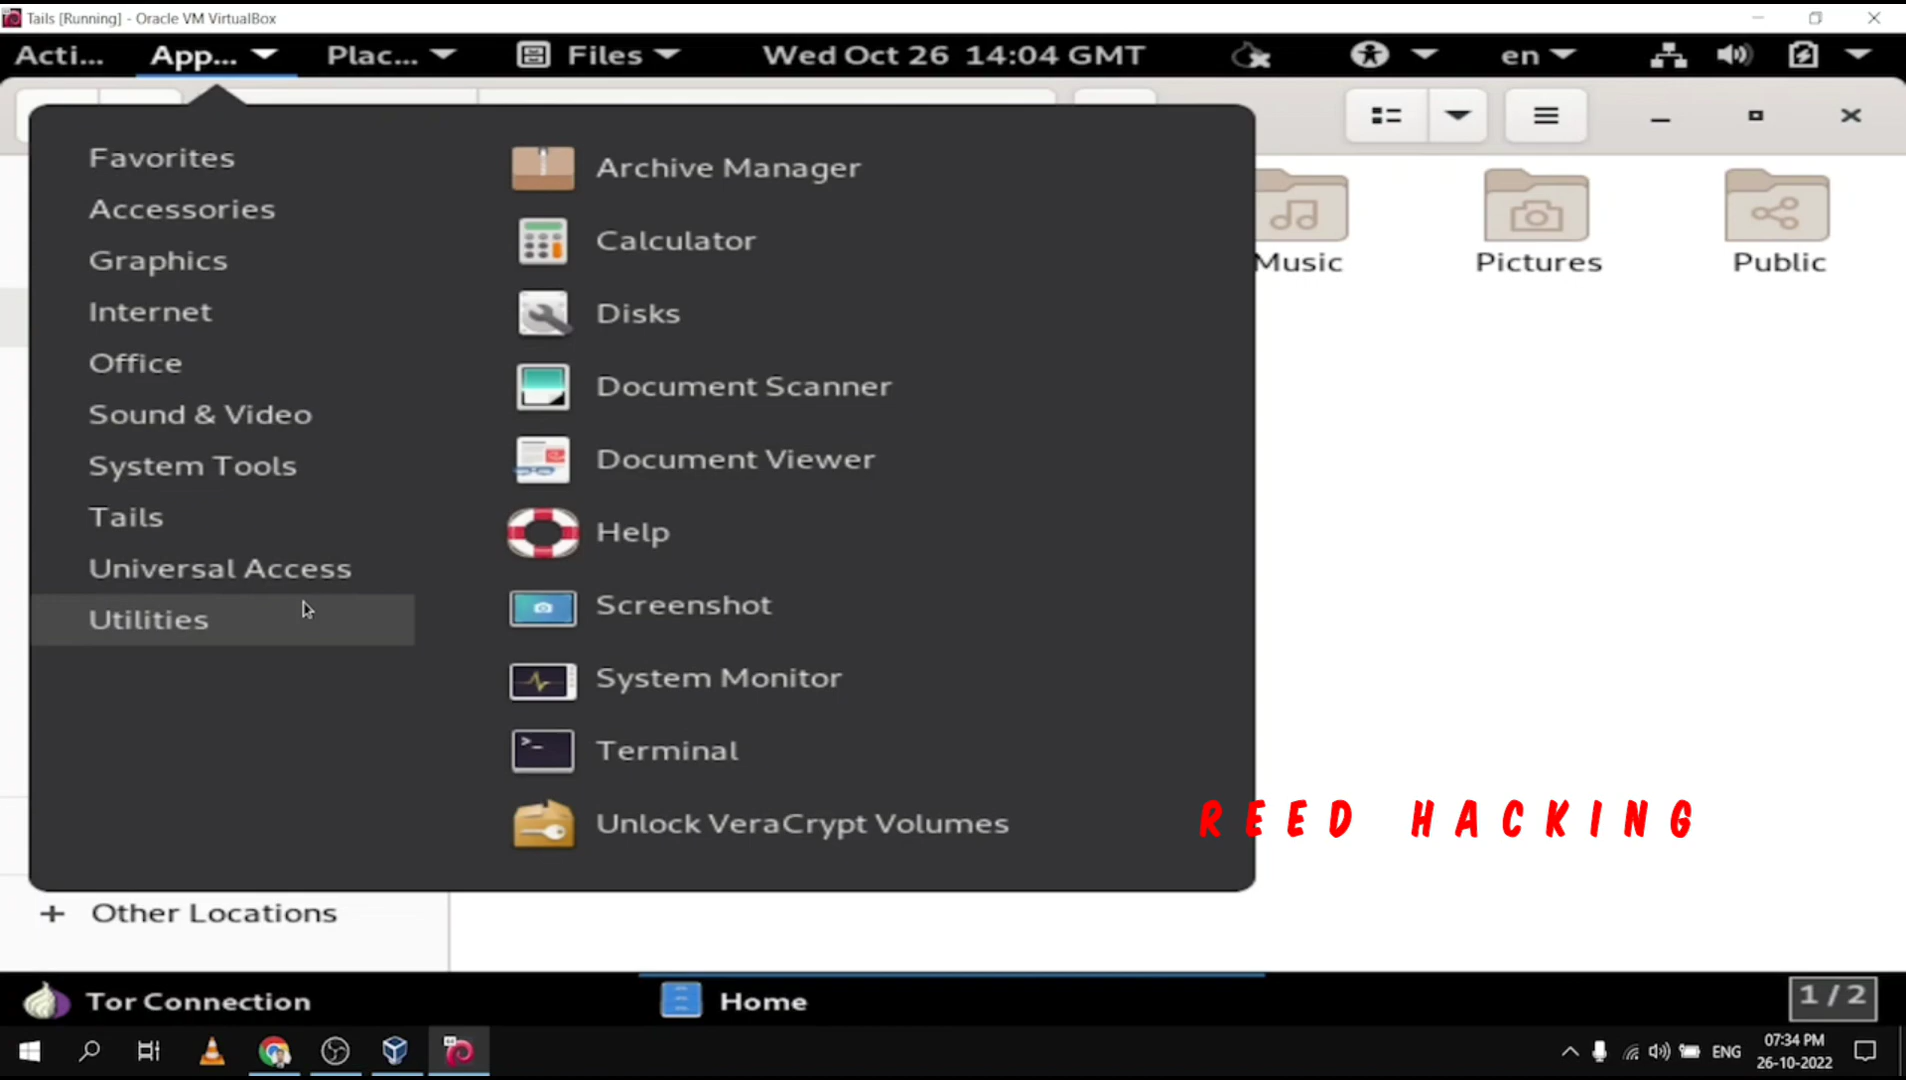 Tails [Running] - Oracle VM VirtualBox
Acti... App... Plac... Files Wed Oct 26 14:04 GMT en
Favorites
Accessories
Graphics
Internet
Office
Sound & Video
System Tools
Tails
Universal Access
Utilities
Archive Manager
Calculator
Disks
Document Scanner
Document Viewer
Help
Screenshot
System Monitor
Terminal
Unlock VeraCrypt Volumes
Music Pictures Public
REED HACKING
+ Other Locations
Tor Connection Home 1 / 2
ENG 07:34 PM
26-10-2022